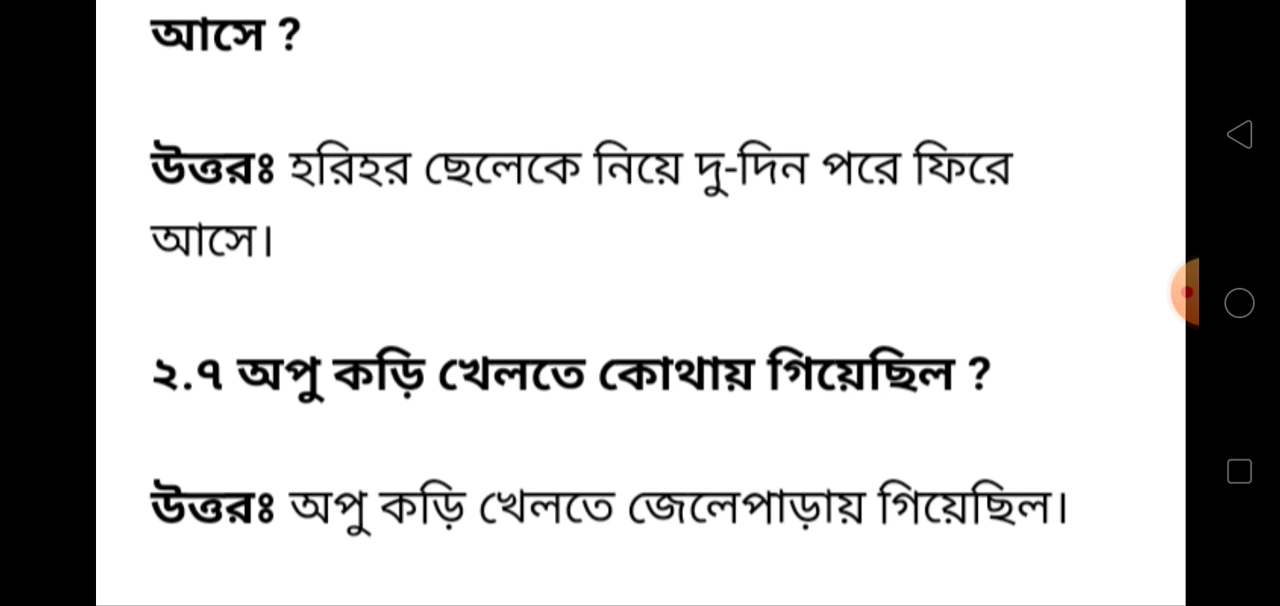 আসে ?
উত্তরঃ হরিহর ছেলেকে নিয়ে দু-দিন পরে ফিরে
আসে।
২.৭ অপু কড়ি খেলতে কোথায় গিয়েছিল ?
উত্তরঃ অপু কড়ি খেলতে জেলেপাড়ায় গিয়েছিল।